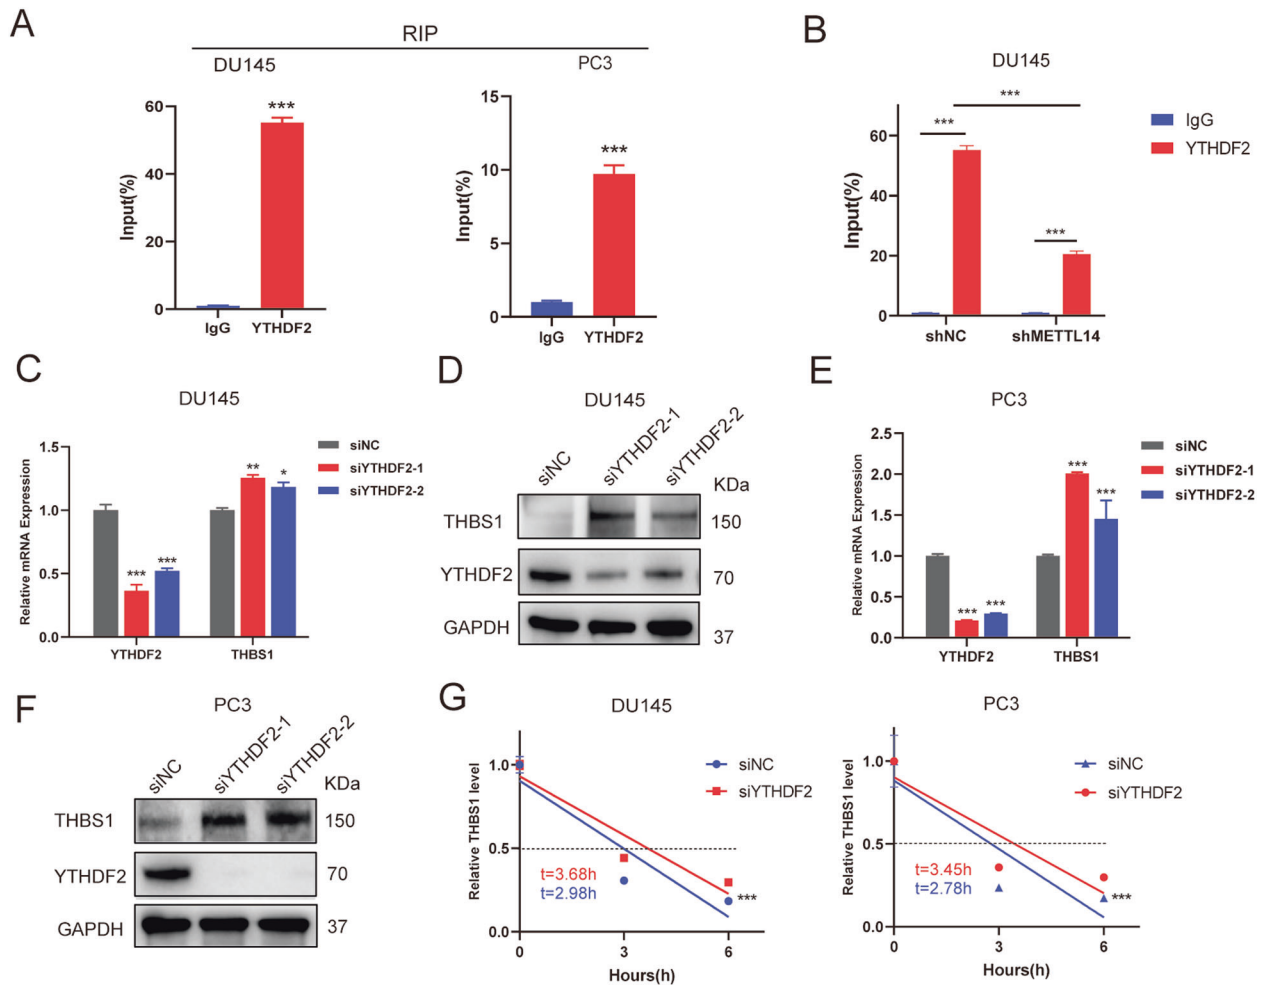 A
RIP
DU145
PC3
Input(%)
60
40
20
0
***
IgG
YTHDF2
Input(%)
15
10
5
0
***
IgG
YTHDF2
B
DU145
***
***
***
Input(%)
60
40
20
0
shNC
shMETTL14
IgG
YTHDF2
C
DU145
Relative mRNA Expression
1.5
1.0
0.5
0.0
***
***
**
*
YTHDF2
THBS1
siNC
siYTHDF2-1
siYTHDF2-2
D
DU145
siNC
siYTHDF2-1
siYTHDF2-2
KDa
THBS1
150
YTHDF2
70
GAPDH
37
E
PC3
Relative mRNA Expression
2.5
2.0
1.5
1.0
0.5
0.0
***
***
***
***
YTHDF2
THBS1
siNC
siYTHDF2-1
siYTHDF2-2
F
PC3
siNC
siYTHDF2-1
siYTHDF2-2
KDa
THBS1
150
YTHDF2
70
GAPDH
37
G
DU145
Relative THBS1 level
1.0
0.5
0.0
siNC
siYTHDF2
t=3.68h
t=2.98h
***
0
3
6
Hours(h)
PC3
Relative THBS1 level
1.0
0.5
0.0
siNC
siYTHDF2
t=3.45h
t=2.78h
***
0
3
6
Hours(h)